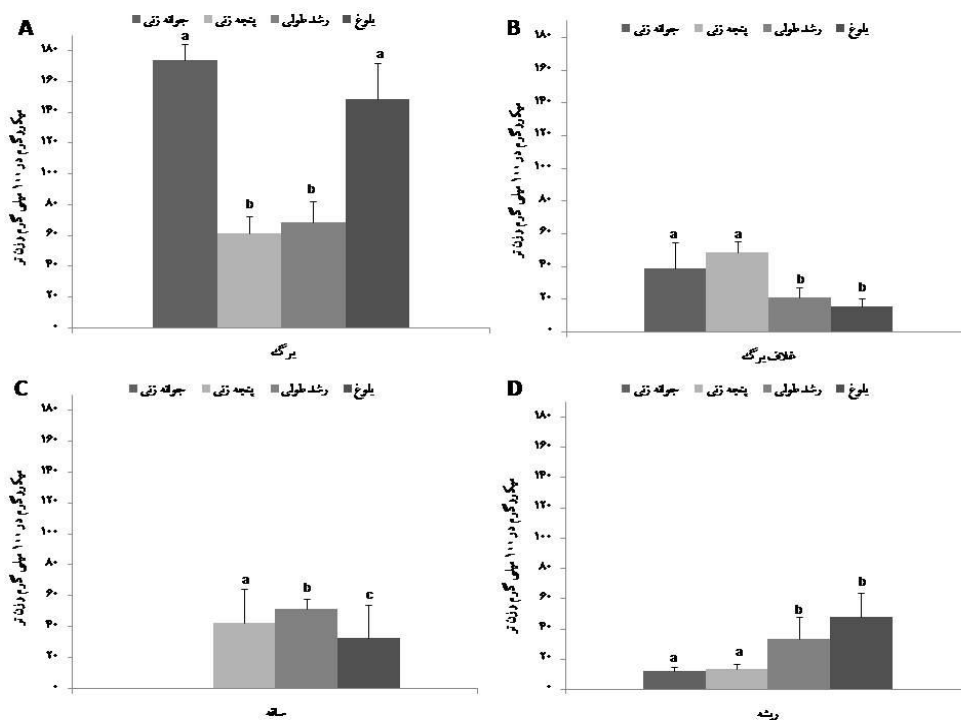 A
جوانه زنی پنجه زنی رشد طولی بلوغ
میکروگرم در ۱۰۰ میلی گرم وزن تر
۱۸۰
۱۶۰
۱۴۰
۱۲۰
۱۰۰
۸۰
۶۰
۴۰
۲۰
۰
a
b
b
a
برگ
B
جوانه زنی پنجه زنی رشد طولی بلوغ
میکروگرم در ۱۰۰ میلی گرم وزن تر
۱۸۰
۱۶۰
۱۴۰
۱۲۰
۱۰۰
۸۰
۶۰
۴۰
۲۰
۰
a
a
b
b
غلاف برگ
C
جوانه زنی پنجه زنی رشد طولی بلوغ
میکروگرم در ۱۰۰ میلی گرم وزن تر
۱۸۰
۱۶۰
۱۴۰
۱۲۰
۱۰۰
۸۰
۶۰
۴۰
۲۰
۰
a
b
c
ساقه
D
جوانه زنی پنجه زنی رشد طولی بلوغ
میکروگرم در ۱۰۰ میلی گرم وزن تر
۱۸۰
۱۶۰
۱۴۰
۱۲۰
۱۰۰
۸۰
۶۰
۴۰
۲۰
۰
a
a
b
b
ریشه